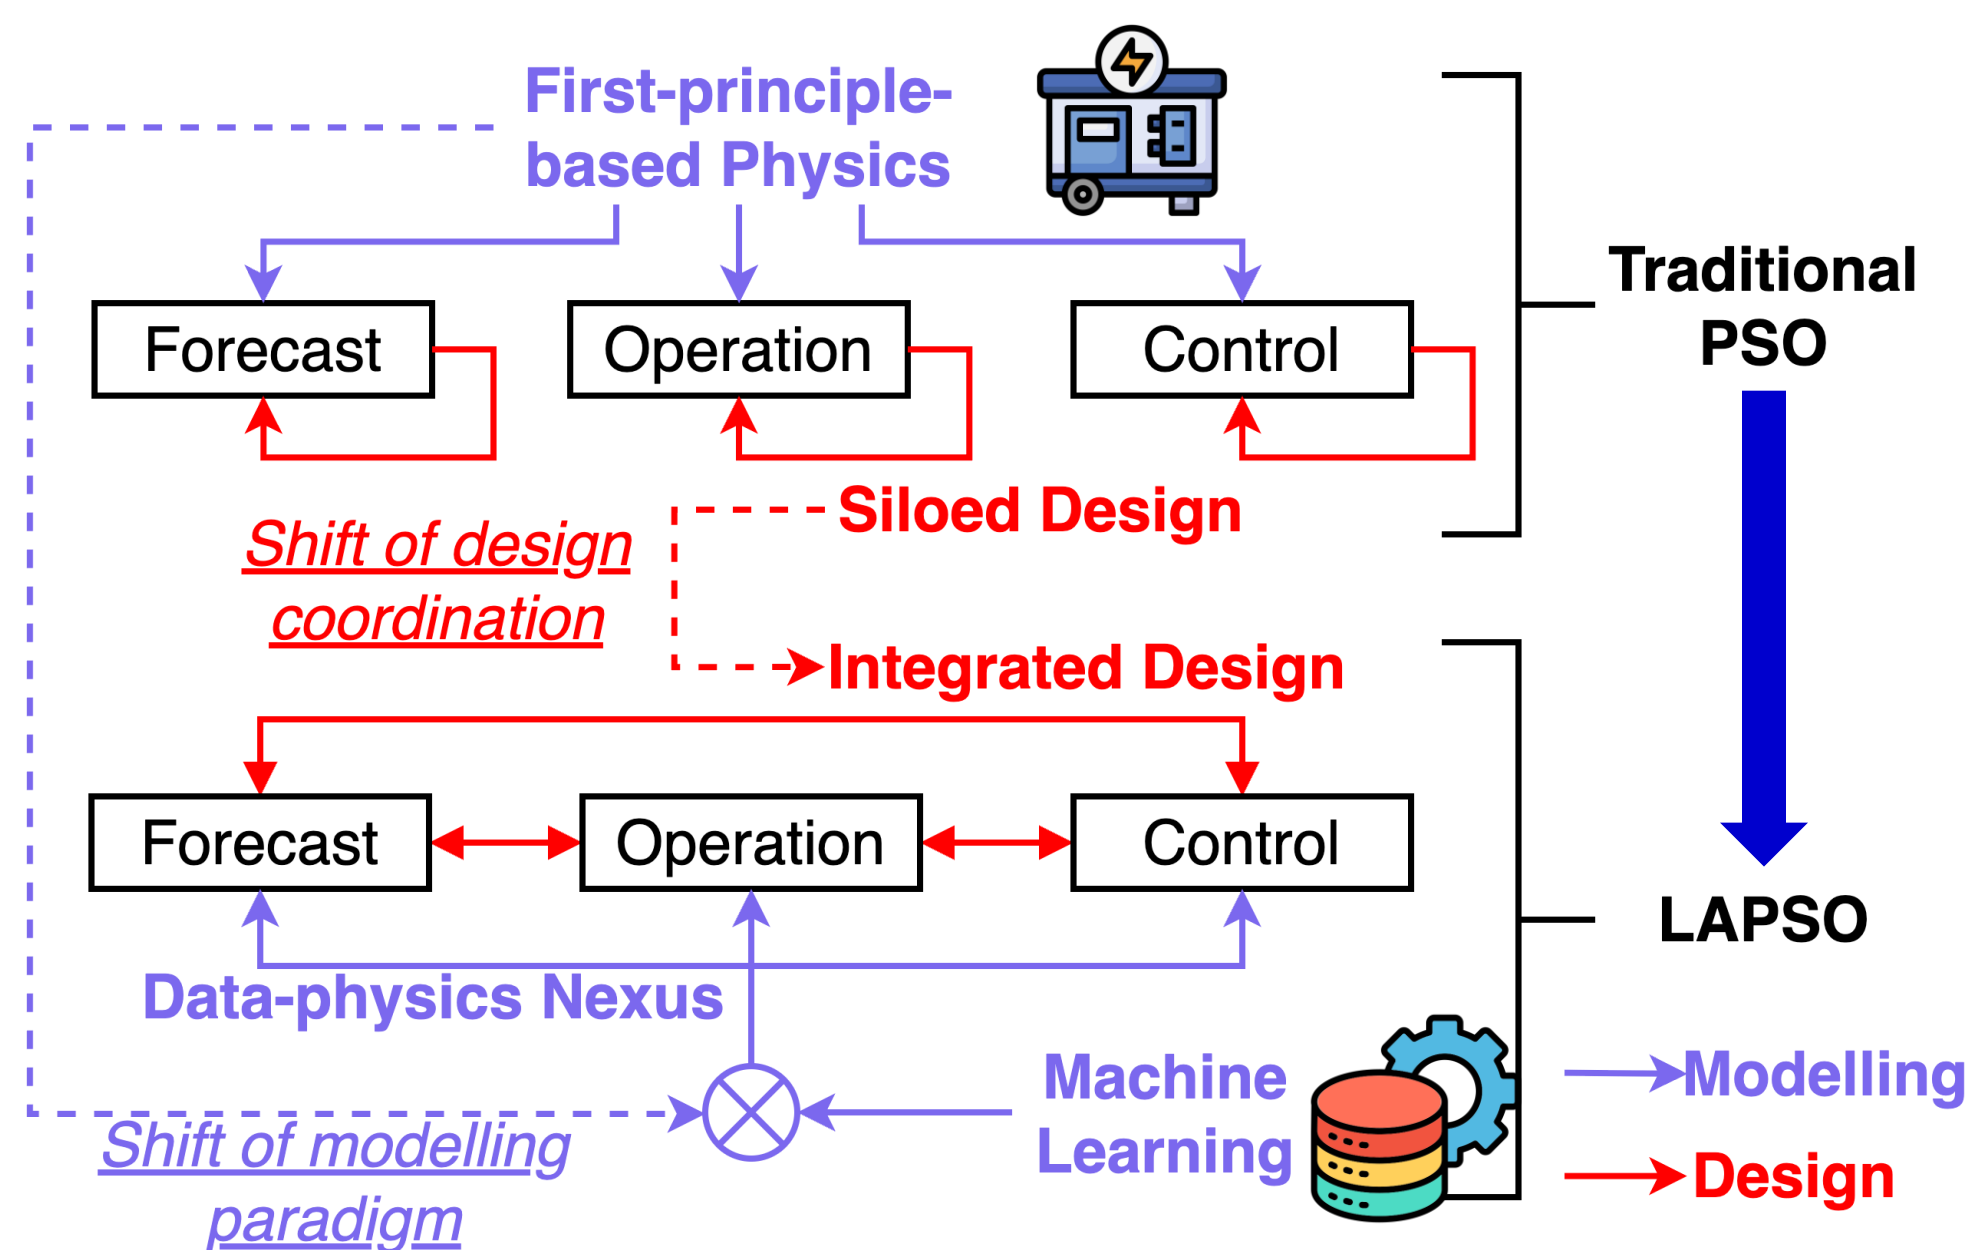 First-principle-
based Physics
Traditional
PSO
Forecast
Operation
Control
Siloed Design
Shift of design
coordination
Integrated Design
Forecast
Operation
Control
LAPSO
Data-physics Nexus
Machine
Learning
Modelling
Shift of modelling
paradigm
Design